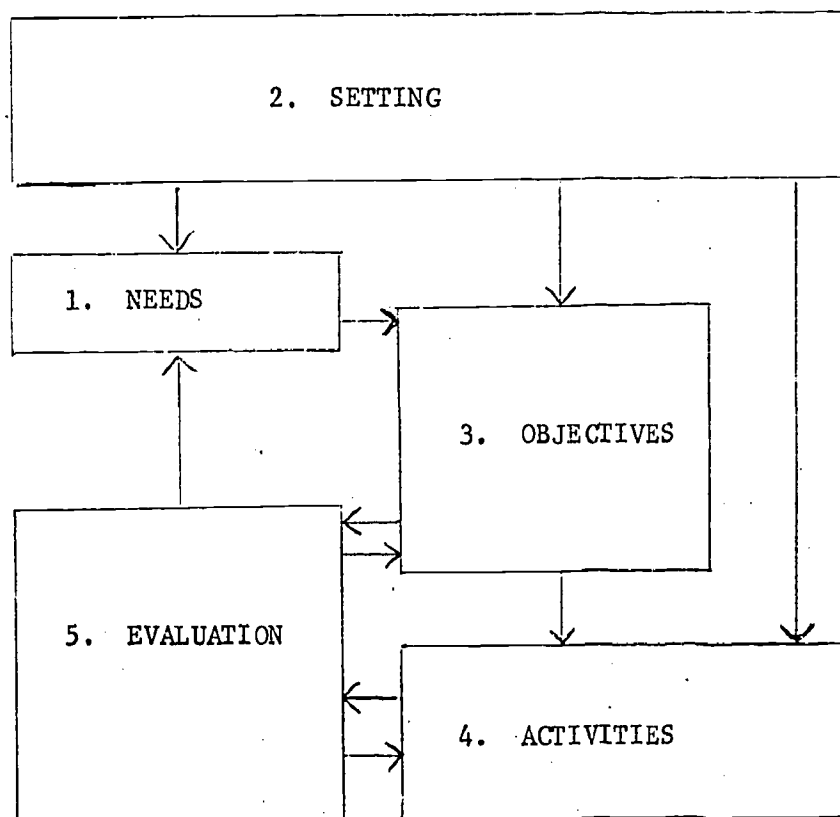 2. SETTING
1. NEEDS
3. OBJECTIVES
5. EVALUATION
4. ACTIVITIES